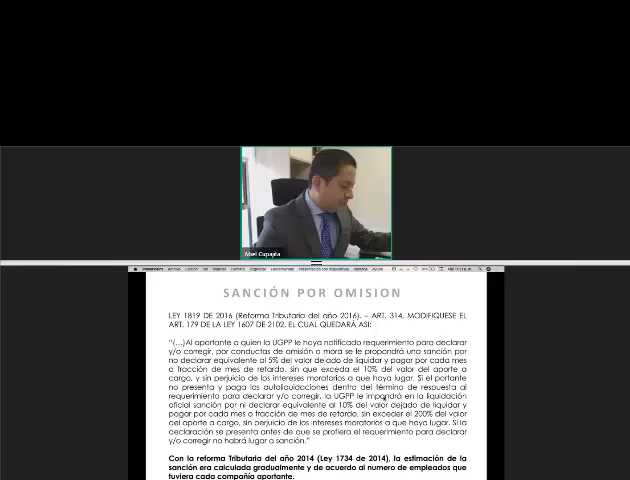 Abel Cupajita
SANCIÓN POR OMISION
LEY 1819 DE 2016 (Reforma Tributaria del año 2016). – ART. 314, MODIFIQUESE EL
ART. 179 DE LA LEY 1607 DE 2102, EL CUAL QUEDARÁ ASI:
"(…)Al aportante a quien la UGPP le haya notificado requerimiento para declarar
y/o corregir, por conductas de omisión o mora se le propondrá una sanción por
no declarar equivalente al 5% del valor dejado de liquidar y pagar por cada mes
o fracción de mes de retardo, sin que exceda el 10% del valor del aporte a
cargo, y sin perjuicio de los intereses moratorios a que haya lugar. Si el portante
no presenta y paga las autoliquidaciones dentro del término de respuesta al
requerimiento para declarar y/o corregir, la UGPP le impondrá en la liquidación
oficial sanción por ni declarar equivalente al 10% del valor dejado de liquidar y
pagar por cada mes o fracción de mes de retardo, sin exceder el 200% del valor
del aporte a cargo, sin perjuicio de los intereses moratorios a que haya lugar. Si la
declaración se presenta antes de que se profiera el requerimiento para declarar
y/o corregir no habrá lugar a sanción."
Con la reforma Tributaria del año 2014 (Ley 1734 de 2014), la estimación de la
sanción era calculada gradualmente y de acuerdo al numero de empleados que
tuviera cada compañía aportante.